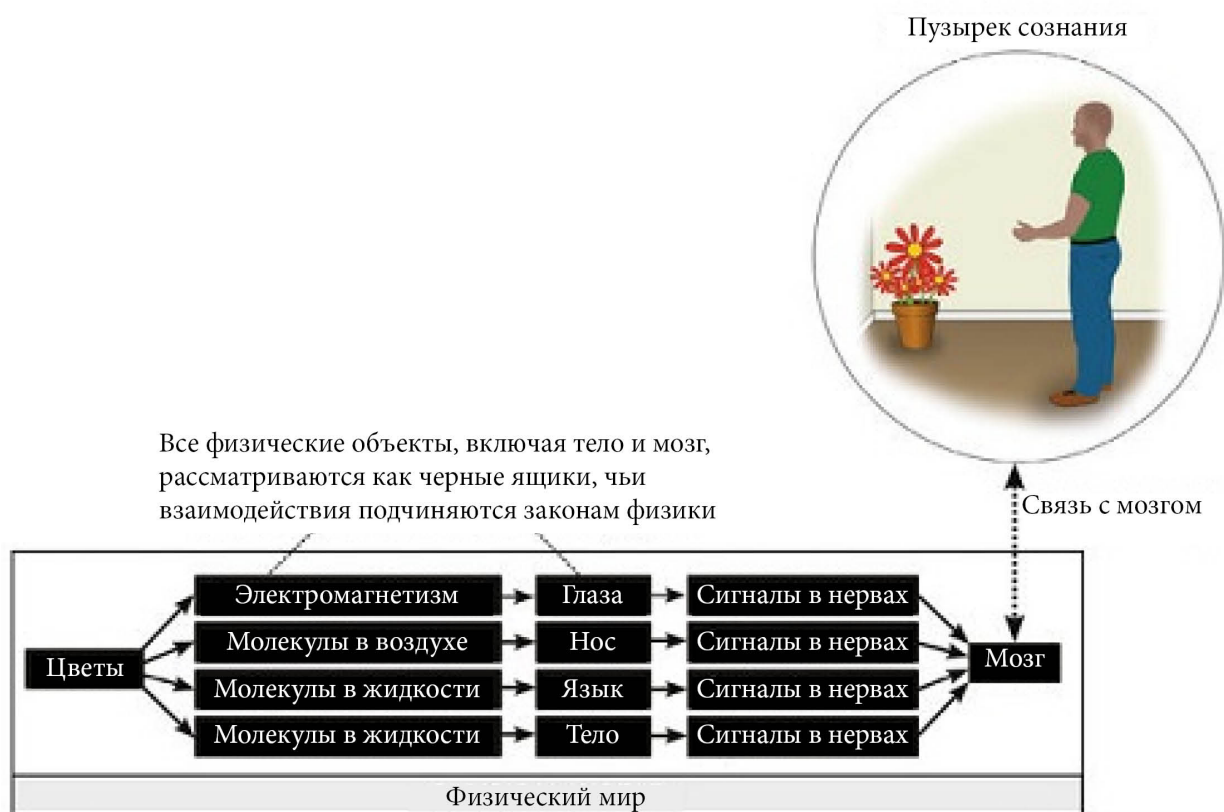 Пузырек сознания
Все физические объекты, включая тело и мозг,
рассматриваются как черные ящики, чьи
взаимодействия подчиняются законам физики
Связь с мозгом
Электромагнетизм Глаза Сигналы в нервах
Молекулы в воздухе Нос Сигналы в нервах
Цветы Мозг
Молекулы в жидкости Язык Сигналы в нервах
Молекулы в жидкости Тело Сигналы в нервах
Физический мир